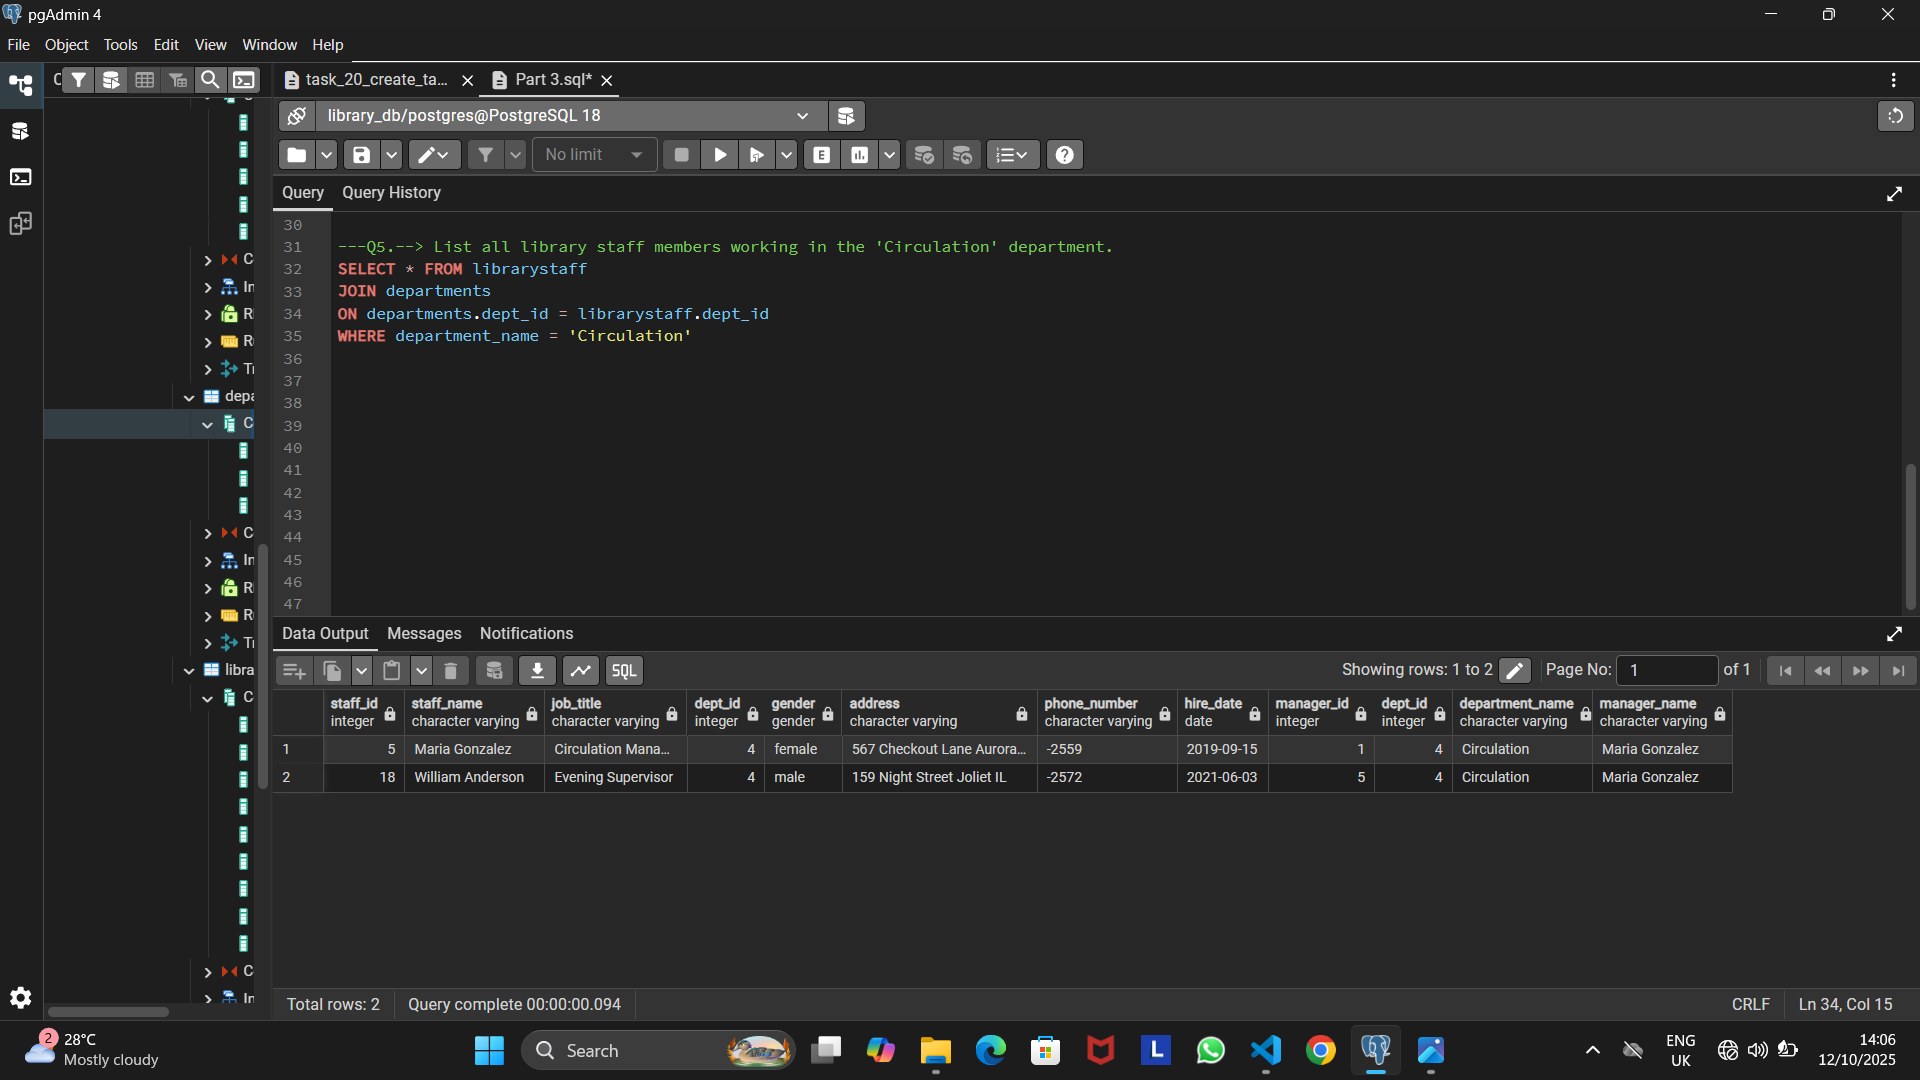 pgAdmin 4
File Object Tools Edit View Window Help
task_20_create_ta... Part 3.sql*
library_db/postgres@PostgreSQL 18
No limit
Query Query History
30
31 ---Q5.--> List all library staff members working in the 'Circulation' department.
32 SELECT * FROM librarystaff
33 JOIN departments
34 ON departments.dept_id = librarystaff.dept_id
35 WHERE department_name = 'Circulation'
36
37
38
39
40
41
42
43
44
45
46
47
Data Output Messages Notifications
SQL Showing rows: 1 to 2 Page No: 1 of 1
staff_id staff_name job_title dept_id gender address phone_number hire_date manager_id dept_id department_name manager_name
integer character varying character varying integer gender character varying character varying date integer integer character varying character varying
1 5 Maria Gonzalez Circulation Mana... 4 female 567 Checkout Lane Aurora... -2559 2019-09-15 1 4 Circulation Maria Gonzalez
2 18 William Anderson Evening Supervisor 4 male 159 Night Street Joliet IL -2572 2021-06-03 5 4 Circulation Maria Gonzalez
Total rows: 2 Query complete 00:00:00.094 CRLF Ln 34, Col 15
2 28°C
Mostly cloudy
Search
L
ENG
UK
14:06
12/10/2025